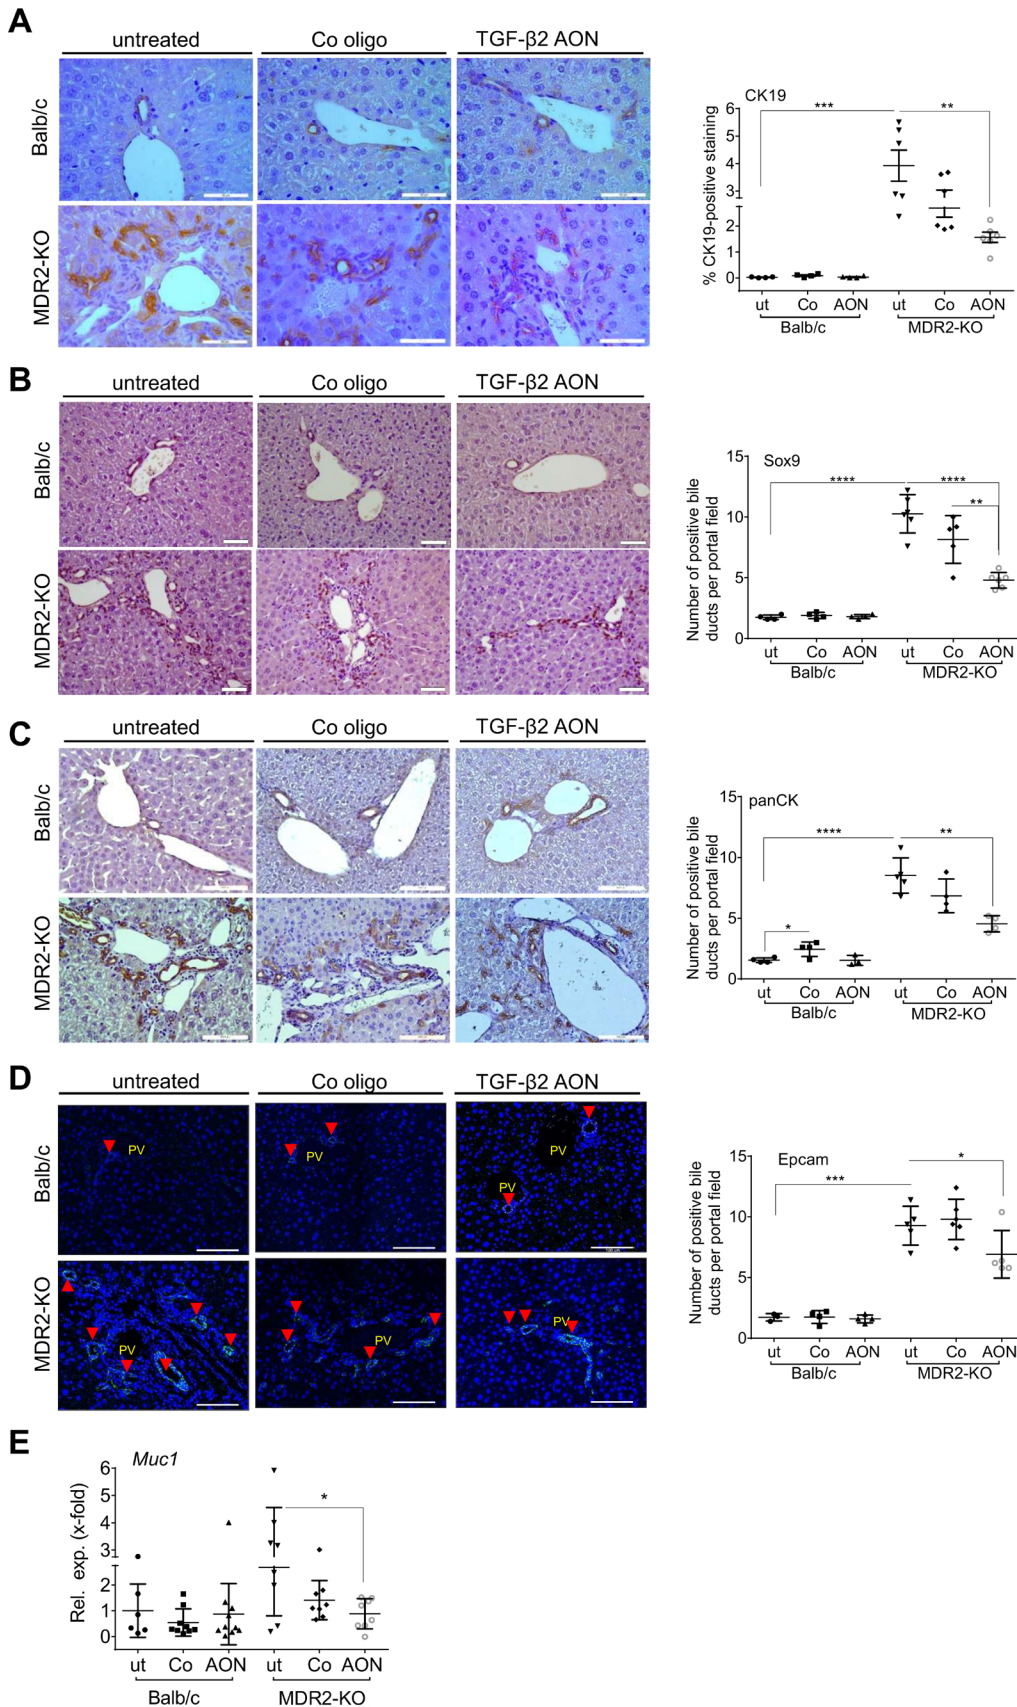 A
untreated
Co oligo
TGF-β2 AON
Balb/c
MDR2-KO
CK19
% CK19-positive staining
6
5
4
3
2
1
0
***
**
ut Co AON ut Co AON
Balb/c MDR2-KO
B
untreated
Co oligo
TGF-β2 AON
Balb/c
MDR2-KO
Sox9
Number of positive bile
ducts per portal field
15
10
5
0
**** ****
**
ut Co AON ut Co AON
Balb/c MDR2-KO
C
untreated
Co oligo
TGF-β2 AON
Balb/c
MDR2-KO
panCK
Number of positive bile
ducts per portal field
15
10
5
0
**** **
*
ut Co AON ut Co AON
Balb/c MDR2-KO
D
untreated
Co oligo
TGF-β2 AON
Balb/c
PV
PV
PV
PV
MDR2-KO
PV
PV
PV
Epcam
Number of positive bile
ducts per portal field
15
10
5
0
*** *
ut Co AON ut Co AON
Balb/c MDR2-KO
E
Muc1
Rel. exp. (x-fold)
6
5
4
3
2
1
0
*
ut Co AON ut Co AON
Balb/c MDR2-KO